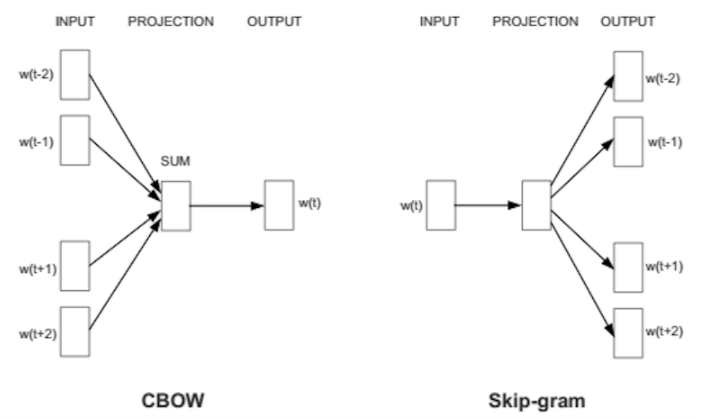 INPUT PROJECTION OUTPUT
w(t-2)
w(t-1)
SUM
w(t)
w(t+1)
w(t+2)
CBOW
INPUT PROJECTION OUTPUT
w(t-2)
w(t-1)
w(t)
w(t+1)
w(t+2)
Skip-gram